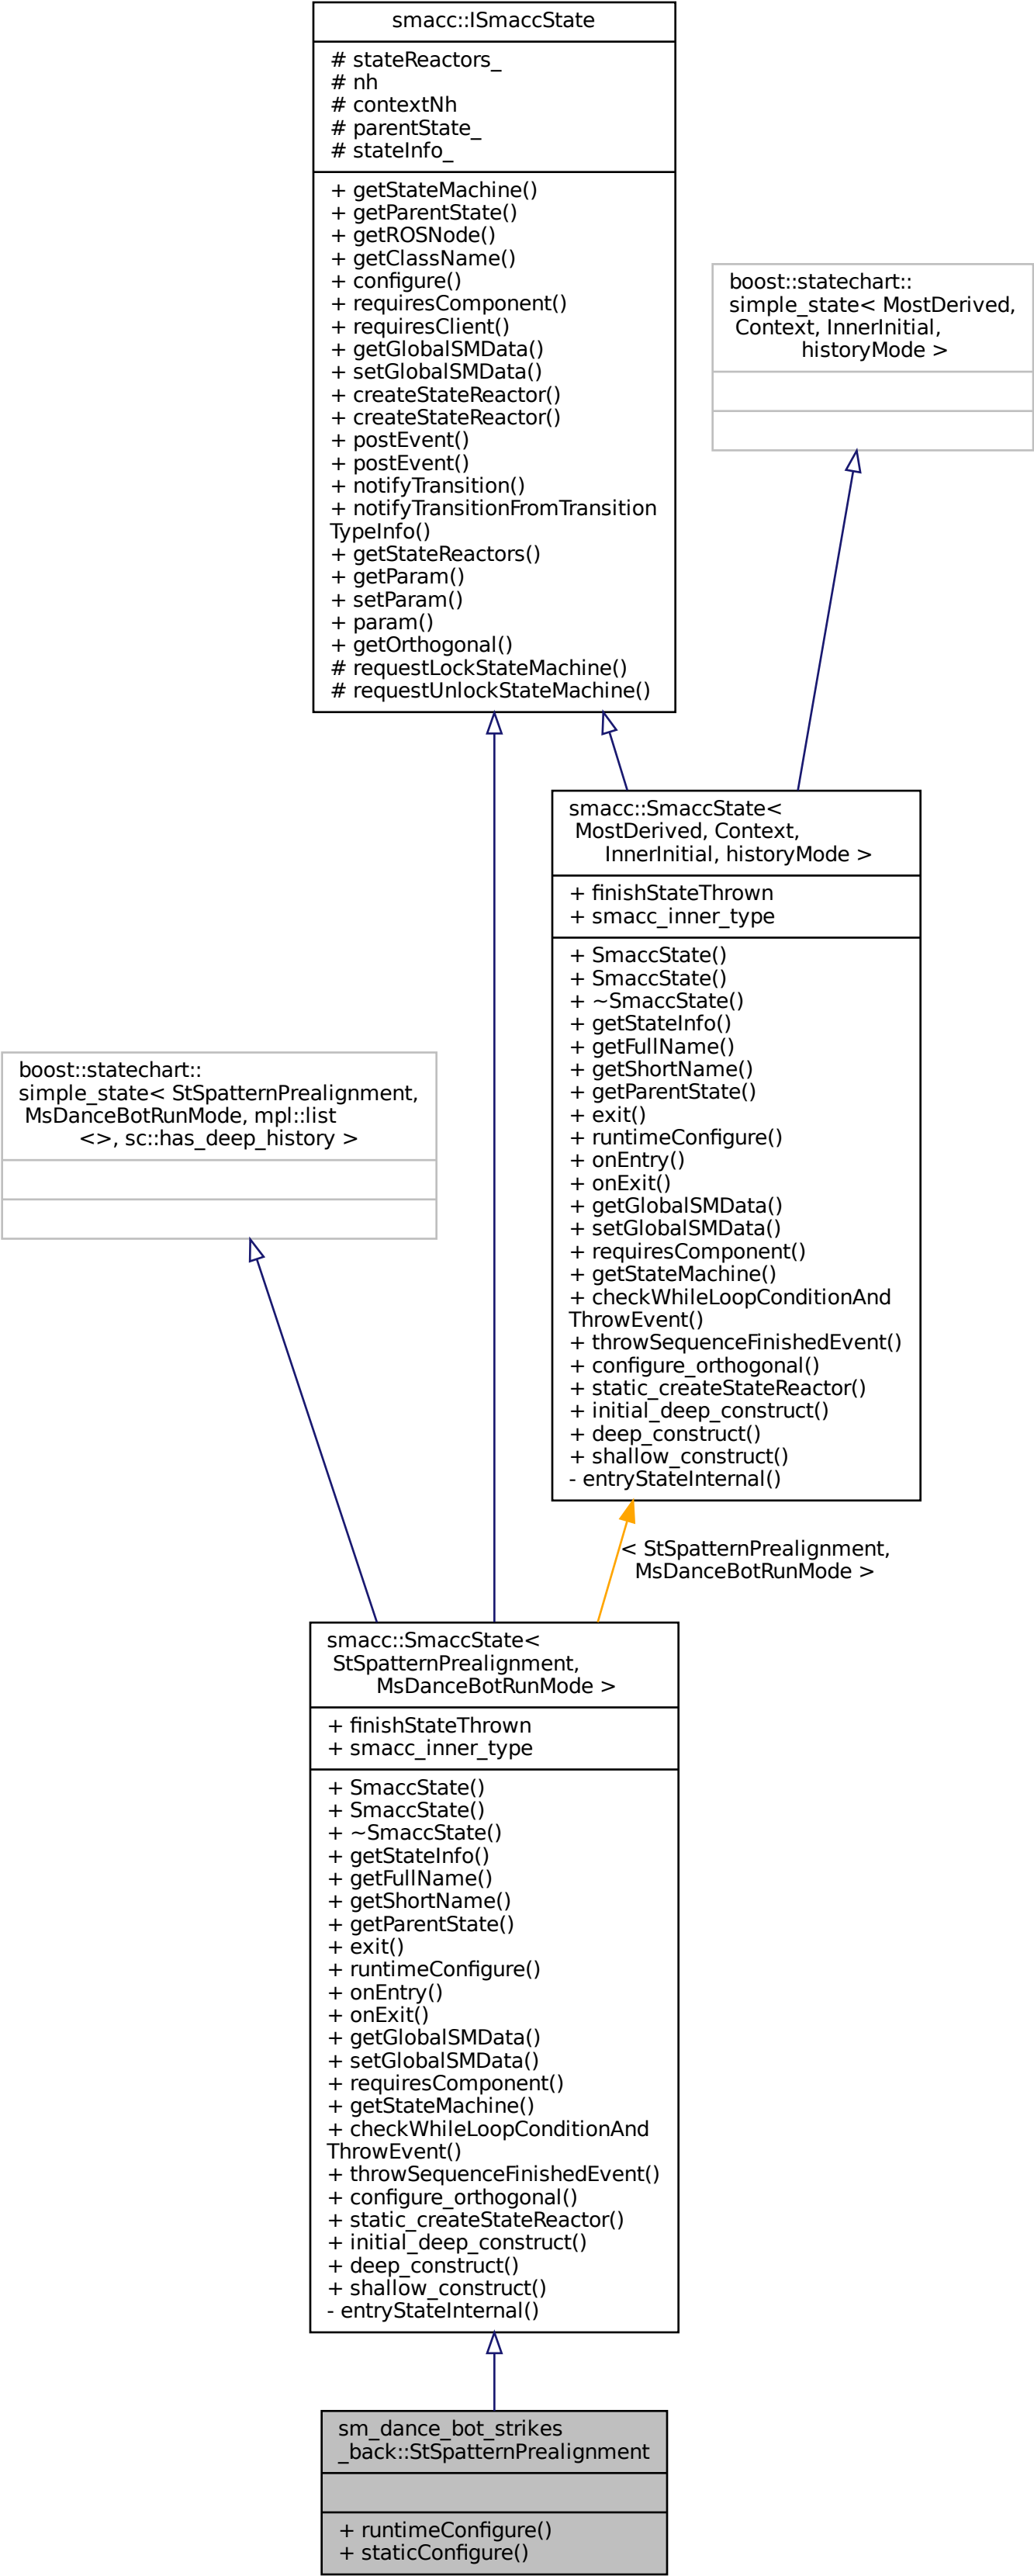 smacc::ISmaccState
# stateReactors_
# nh
# contextNh
# parentState_
# stateInfo_
+ getStateMachine()
+ getParentState()
+ getROSNode()
+ getClassName()
+ configure()
+ requiresComponent()
+ requiresClient()
+ getGlobalSMData()
+ setGlobalSMData()
+ createStateReactor()
+ createStateReactor()
+ postEvent()
+ postEvent()
+ notifyTransition()
+ notifyTransitionFromTransition
TypeInfo()
+ getStateReactors()
+ getParam()
+ setParam()
+ param()
+ getOrthogonal()
# requestLockStateMachine()
# requestUnlockStateMachine()
boost::statechart::
simple_state< MostDerived,
Context, InnerInitial,
historyMode >
smacc::SmaccState<
MostDerived, Context,
InnerInitial, historyMode >
+ finishStateThrown
+ smacc_inner_type
+ SmaccState()
+ SmaccState()
+ ~SmaccState()
+ getStateInfo()
+ getFullName()
+ getShortName()
+ getParentState()
+ exit()
+ runtimeConfigure()
+ onEntry()
+ onExit()
+ getGlobalSMData()
+ setGlobalSMData()
+ requiresComponent()
+ getStateMachine()
+ checkWhileLoopConditionAnd
ThrowEvent()
+ throwSequenceFinishedEvent()
+ configure_orthogonal()
+ static_createStateReactor()
+ initial_deep_construct()
+ deep_construct()
+ shallow_construct()
- entryStateInternal()
boost::statechart::
simple_state< StSpatternPrealignment,
MsDanceBotRunMode, mpl::list
<>, sc::has_deep_history >
< StSpatternPrealignment,
MsDanceBotRunMode >
smacc::SmaccState<
StSpatternPrealignment,
MsDanceBotRunMode >
+ finishStateThrown
+ smacc_inner_type
+ SmaccState()
+ SmaccState()
+ ~SmaccState()
+ getStateInfo()
+ getFullName()
+ getShortName()
+ getParentState()
+ exit()
+ runtimeConfigure()
+ onEntry()
+ onExit()
+ getGlobalSMData()
+ setGlobalSMData()
+ requiresComponent()
+ getStateMachine()
+ checkWhileLoopConditionAnd
ThrowEvent()
+ throwSequenceFinishedEvent()
+ configure_orthogonal()
+ static_createStateReactor()
+ initial_deep_construct()
+ deep_construct()
+ shallow_construct()
- entryStateInternal()
sm_dance_bot_strikes
_back::StSpatternPrealignment
+ runtimeConfigure()
+ staticConfigure()